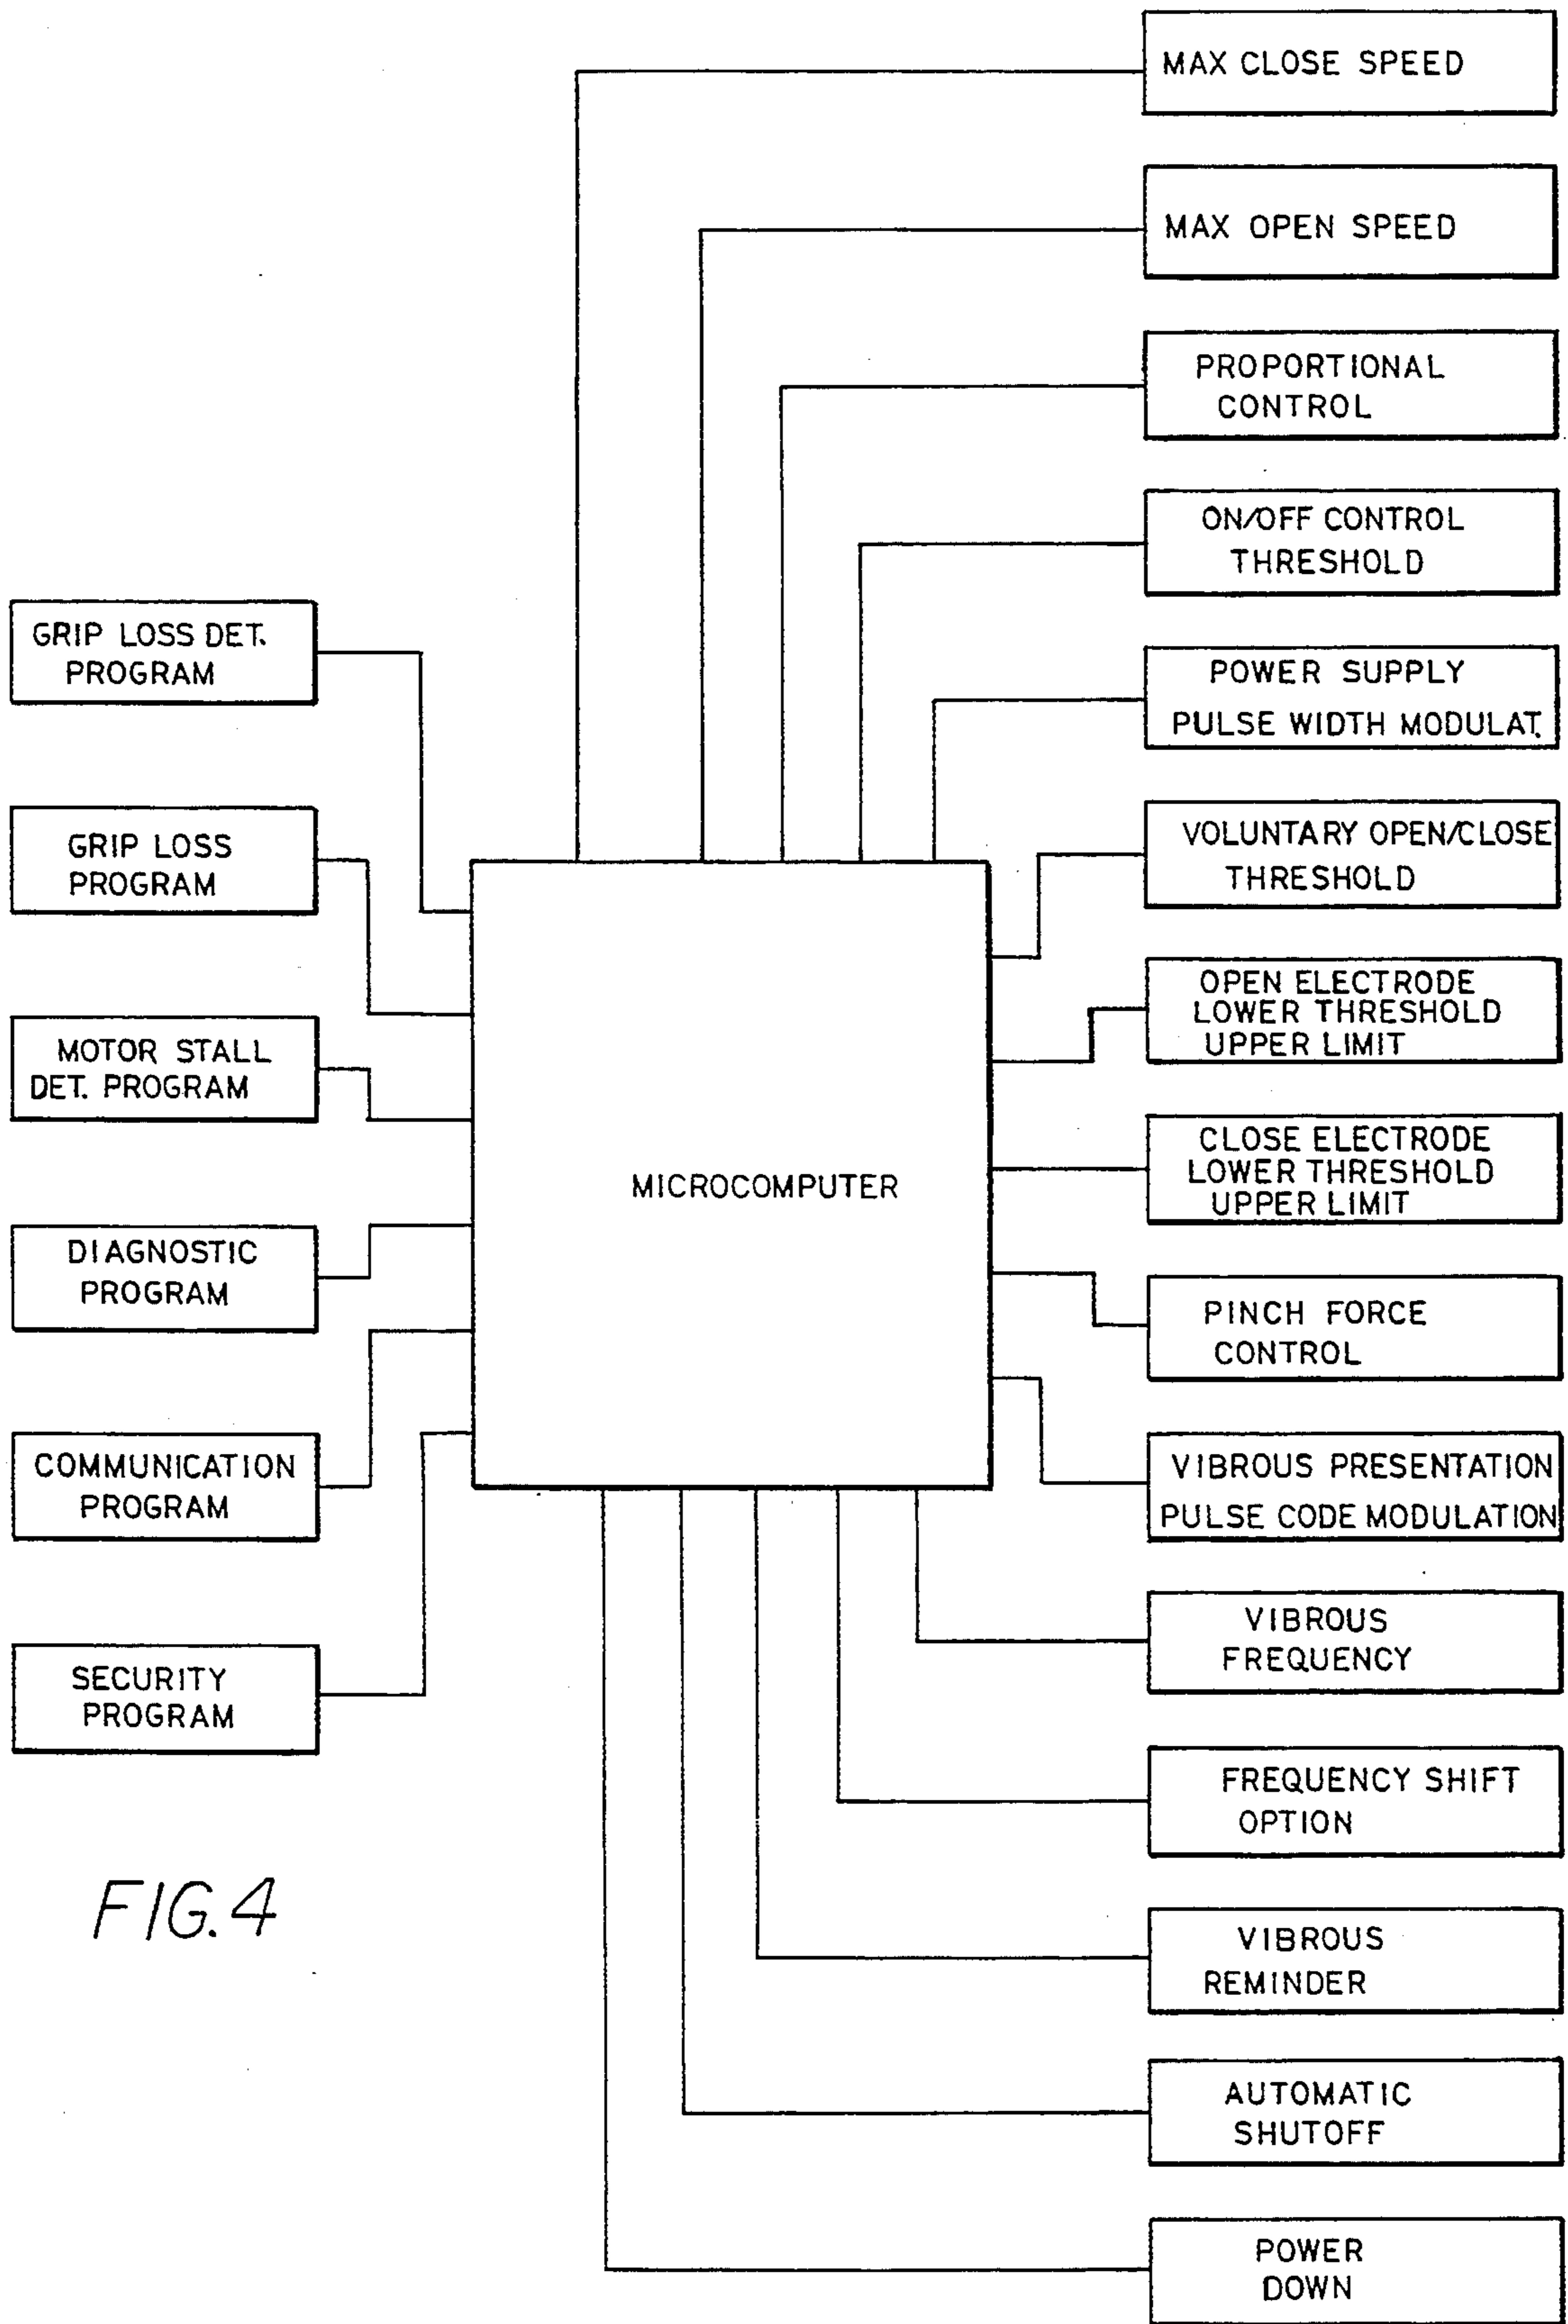 MAX CLOSE SPEED
MAX OPEN SPEED
PROPORTIONAL
CONTROL
ON/OFF CONTROL
THRESHOLD
POWER SUPPLY
PULSE WIDTH MODULAT.
VOLUNTARY OPEN/CLOSE
THRESHOLD
OPEN ELECTRODE
LOWER THRESHOLD
UPPER LIMIT
CLOSE ELECTRODE
LOWER THRESHOLD
UPPER LIMIT
PINCH FORCE
CONTROL
VIBROUS PRESENTATION
PULSE CODE MODULATION
VIBROUS
FREQUENCY
FREQUENCY SHIFT
OPTION
VIBROUS
REMINDER
AUTOMATIC
SHUTOFF
POWER
DOWN
GRIP LOSS DET.
PROGRAM
GRIP LOSS
PROGRAM
MOTOR STALL
DET. PROGRAM
DIAGNOSTIC
PROGRAM
COMMUNICATION
PROGRAM
SECURITY
PROGRAM
MICROCOMPUTER
FIG.4